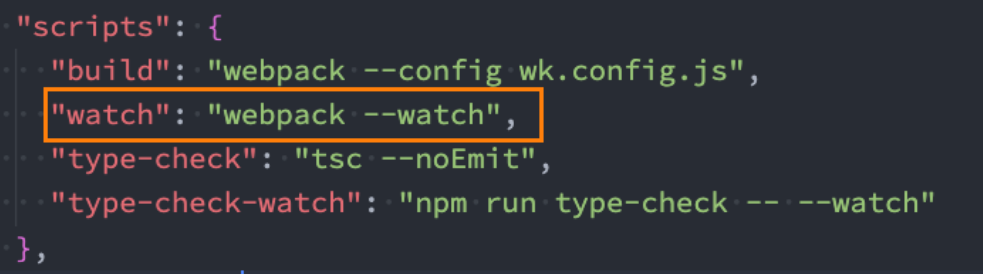 "scripts": {
"build": "webpack --config wk.config.js",
"watch": "webpack --watch",
"type-check": "tsc --noEmit",
"type-check-watch": "npm run type-check -- --watch"
},